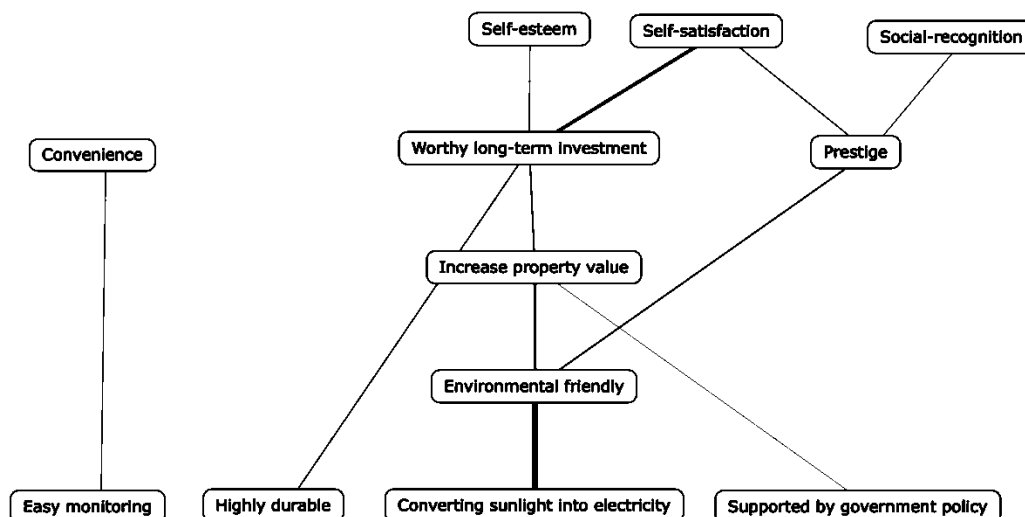 Self-esteem
Self-satisfaction
Social-recognition
Convenience
Worthy long-term investment
Prestige
Increase property value
Environmental friendly
Easy monitoring
Highly durable
Converting sunlight into electricity
Supported by government policy